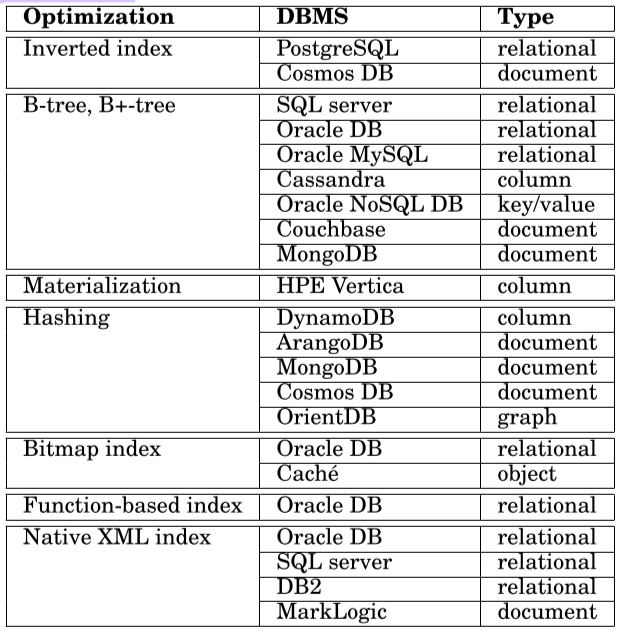 Optimization DBMS Type
Inverted index PostgreSQL relational
Cosmos DB document
B-tree, B+-tree SQL server relational
Oracle DB relational
Oracle MySQL relational
Cassandra column
Oracle NoSQL DB key/value
Couchbase document
MongoDB document
Materialization HPE Vertica column
Hashing DynamoDB column
ArangoDB document
MongoDB document
Cosmos DB document
OrientDB graph
Bitmap index Oracle DB relational
Caché object
Function-based index Oracle DB relational
Native XML index Oracle DB relational
SQL server relational
DB2 relational
MarkLogic document